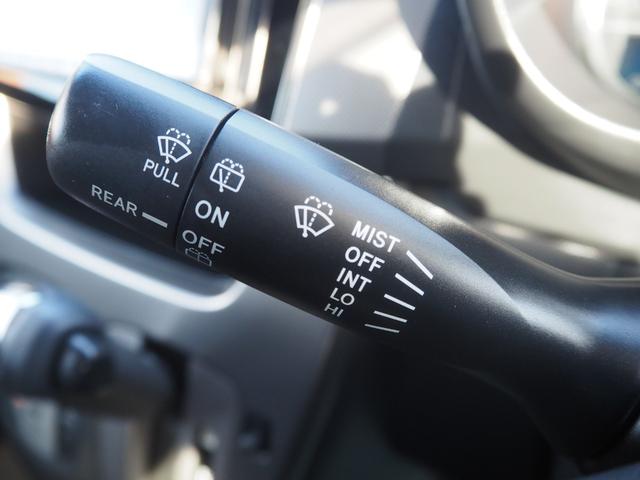 PULL
REAR
ON
OFF
MIST
OFF
INT
LO
HI